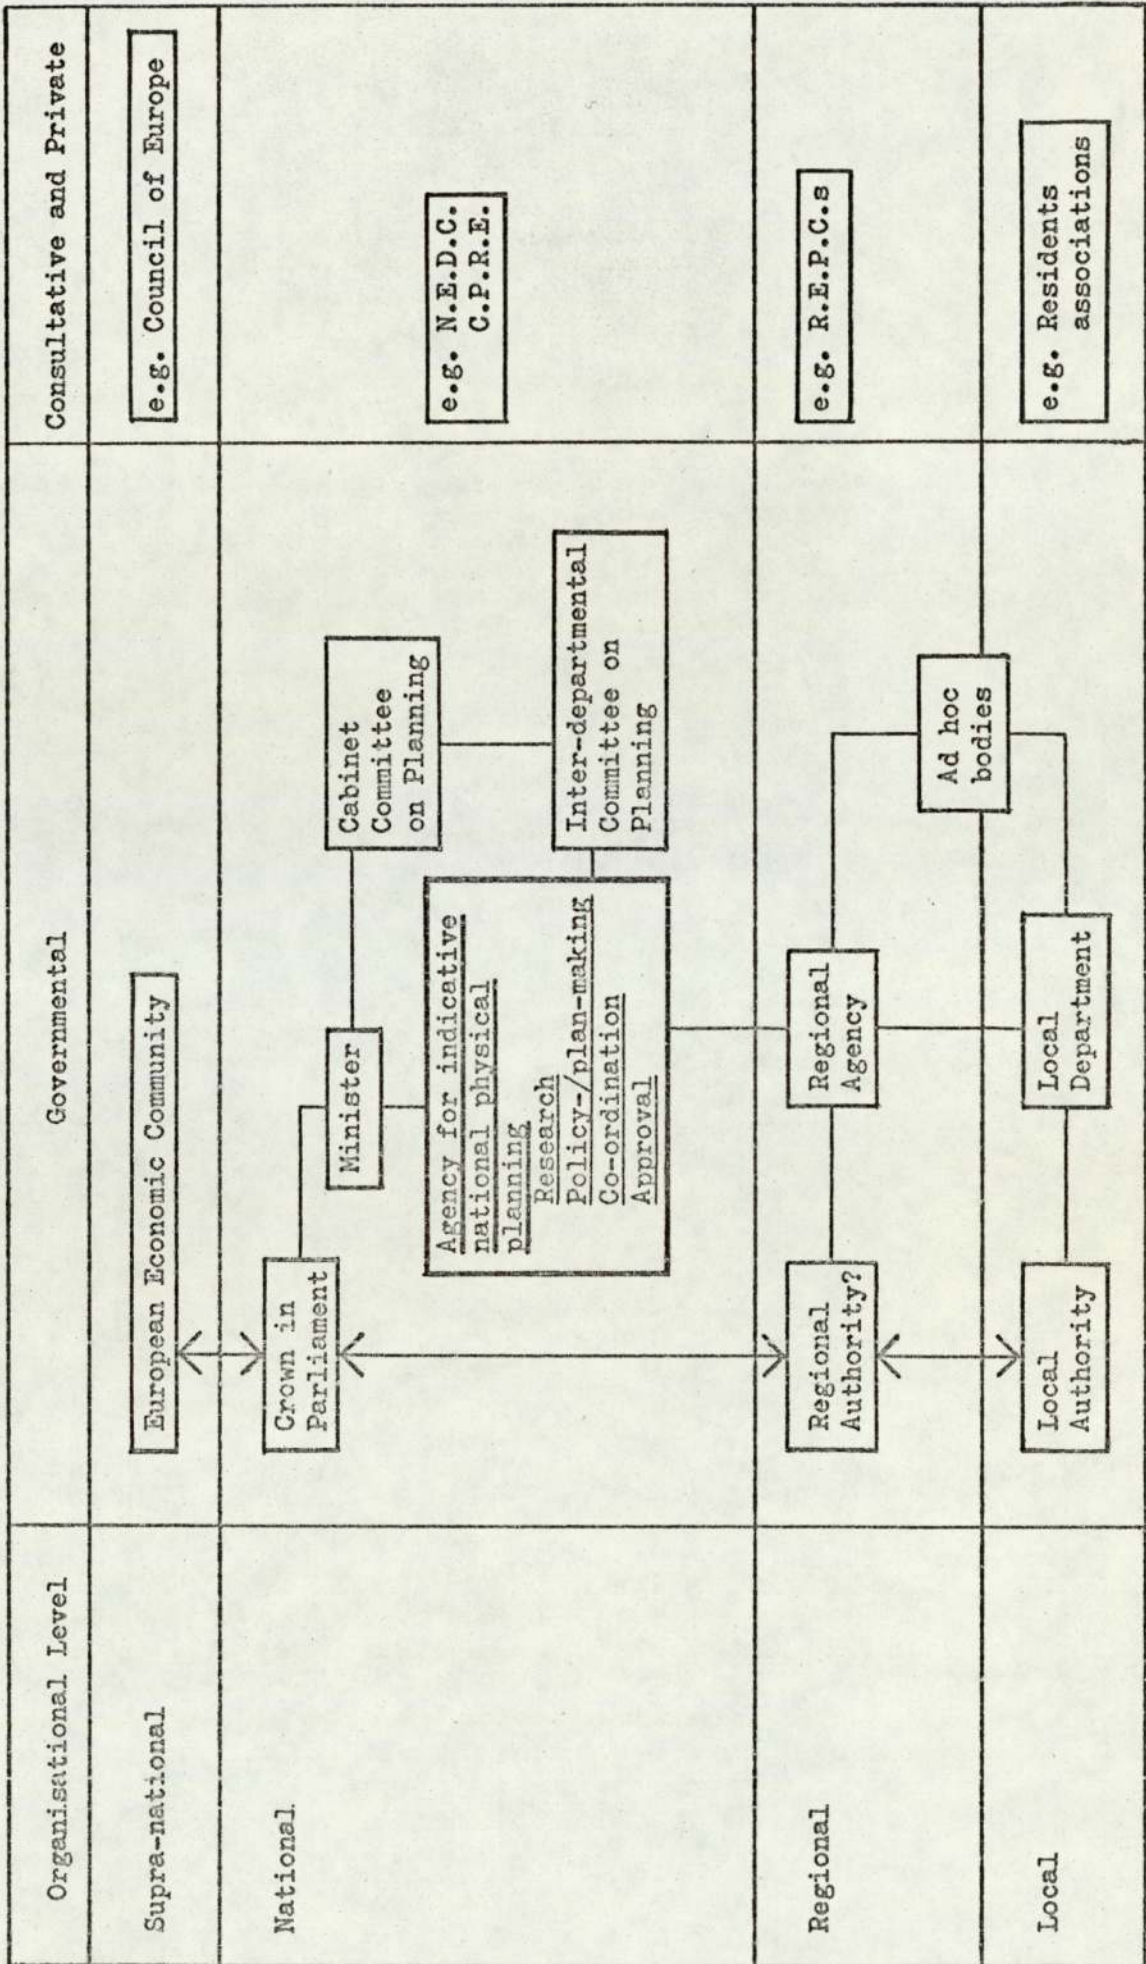 Organisational Level
Governmental
Consultative and Private
Supra-national
European Economic Community
e.g. Council of Europe
National
Crown in
Parliament
Minister
Cabinet
Committee
on Planning
Agency for indicative
national physical
planning
Research
Policy-/plan-making
Co-ordination
Approval
Inter-departmental
Committee on
Planning
e.g. N.E.D.C.
C.P.R.E.
Regional
Regional
Authority?
Regional
Agency
e.g. R.E.P.C.s
Ad hoc
bodies
Local
Local
Authority
Local
Department
e.g. Residents
associations